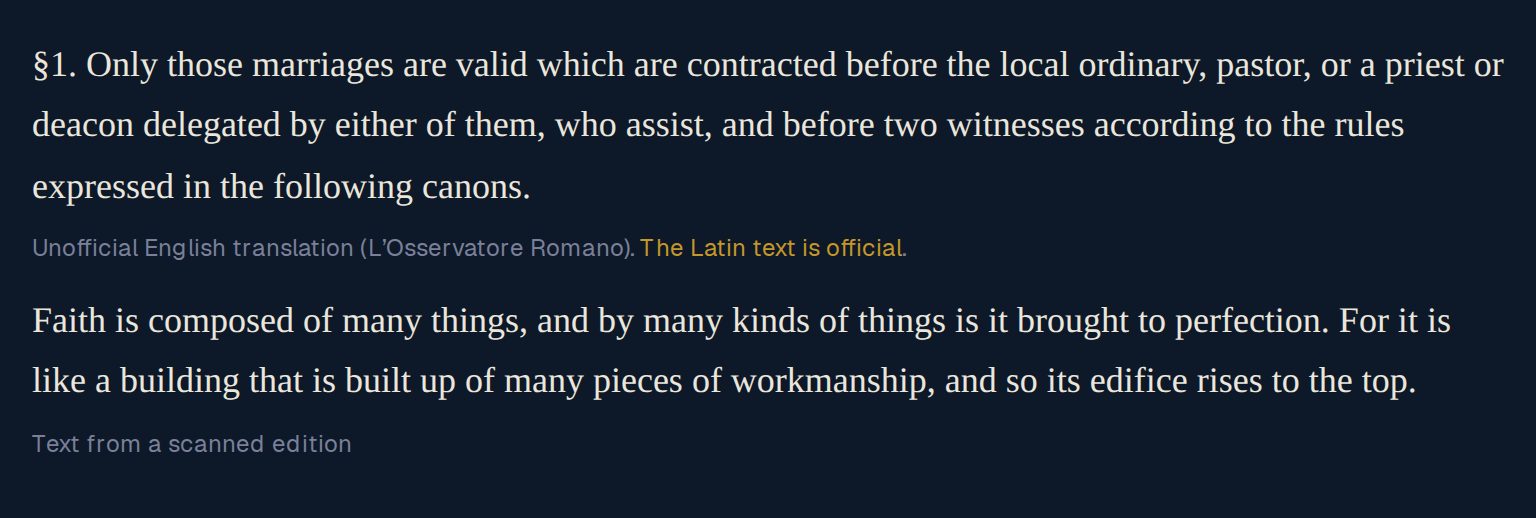 §1. Only those marriages are valid which are contracted before the local ordinary, pastor, or a priest or
deacon delegated by either of them, who assist, and before two witnesses according to the rules
expressed in the following canons.
Unofficial English translation (L’Osservatore Romano). The Latin text is official.
Faith is composed of many things, and by many kinds of things is it brought to perfection. For it is
like a building that is built up of many pieces of workmanship, and so its edifice rises to the top.
Text from a scanned edition